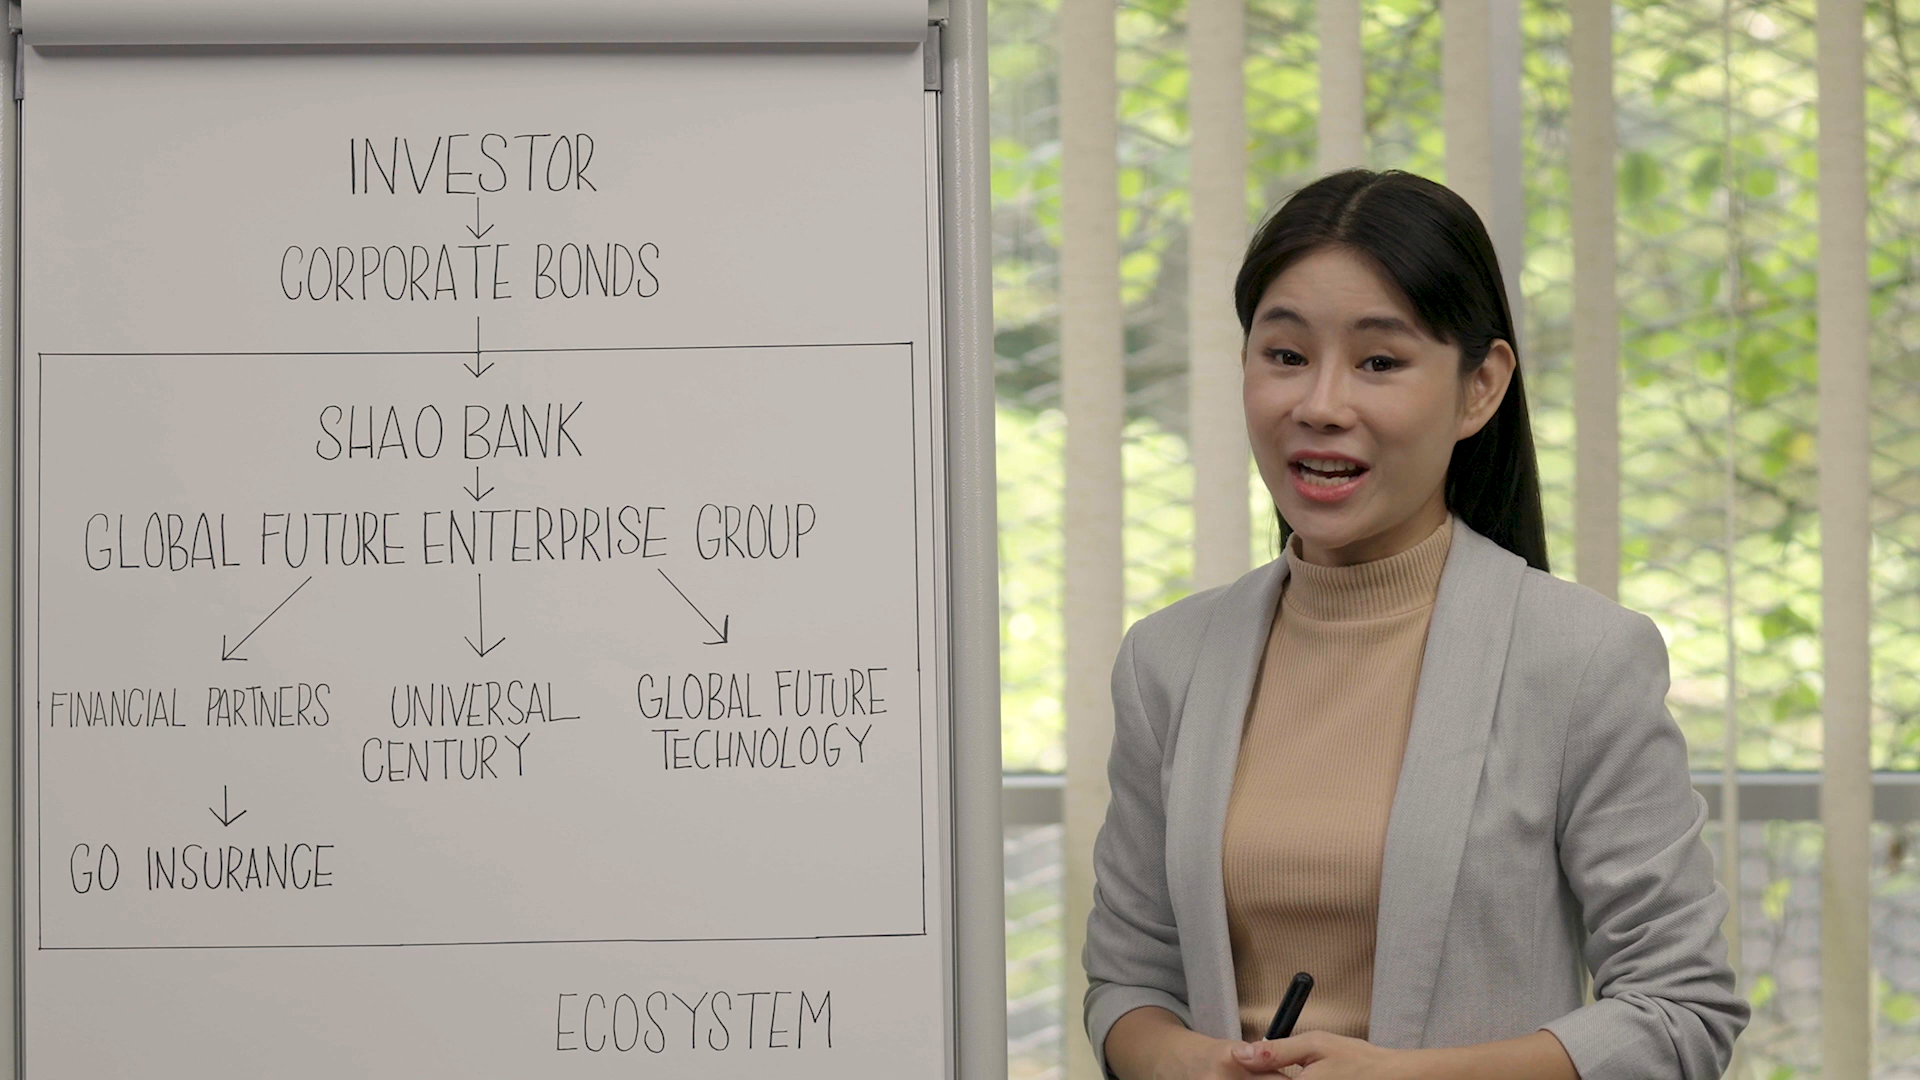 INVESTOR
CORPORATE BONDS
SHAO BANK
GLOBAL FUTURE ENTERPRISE GROUP
FINANCIAL PARTNERS
UNIVERSAL
CENTURY
GLOBAL FUTURE
TECHNOLOGY
GO INSURANCE
ECOSYSTEM